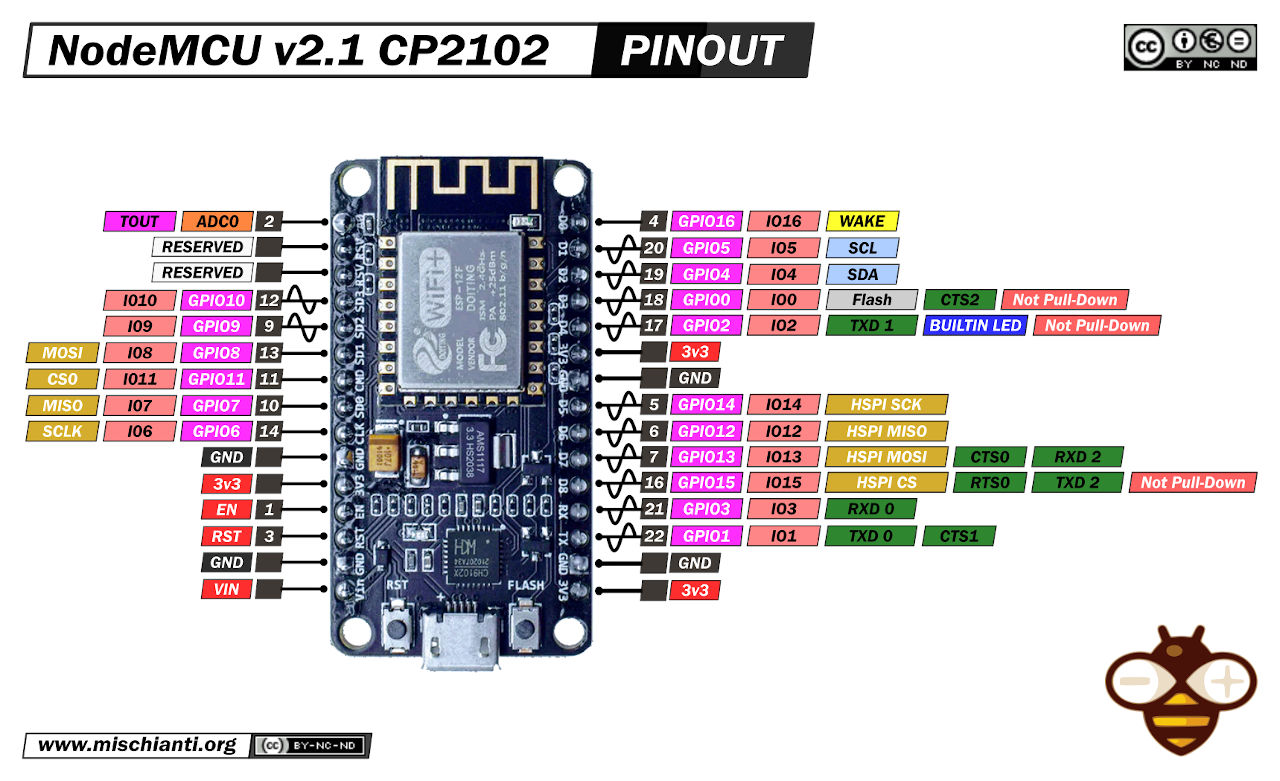 NodeMCU v2.1 CP2102 PINOUT
CC BY NC ND
TOUT ADC0 2
RESERVED
RESERVED
IO10 GPIO10 12
IO9 GPIO9 9
MOSI IO8 GPIO8 13
CS0 IO11 GPIO11 11
MISO IO7 GPIO7 10
SCLK IO6 GPIO6 14
GND
3v3
EN 1
RST 3
GND
VIN
RSV
RSV
SD3
SD2
SD1
CMD
SD0
CLK
GND
3V3
EN
RST
GND
Vin
WiFi+
ESP-12F
DOITING
ISM 2.4GHz
PA +25dBm
802.11b/g/n
DOITING
MODEL
VENDOR
FC
AMS1117
3.3 HS2038
WCH
CH9102X
RST
FLASH
+
D0
D1
D2
D3
D4
3V3
GND
D5
D6
D7
D8
RX
TX
GND
3V3
4 GPIO16 IO16 WAKE
20 GPIO5 IO5 SCL
19 GPIO4 IO4 SDA
18 GPIO0 IO0 Flash CTS2 Not Pull-Down
17 GPIO2 IO2 TXD 1 BUILTIN LED Not Pull-Down
3v3
GND
5 GPIO14 IO14 HSPI SCK
6 GPIO12 IO12 HSPI MISO
7 GPIO13 IO13 HSPI MOSI CTS0 RXD 2
16 GPIO15 IO15 HSPI CS RTS0 TXD 2 Not Pull-Down
21 GPIO3 IO3 RXD 0
22 GPIO1 IO1 TXD 0 CTS1
GND
3v3
www.mischianti.org cc BY-NC-ND